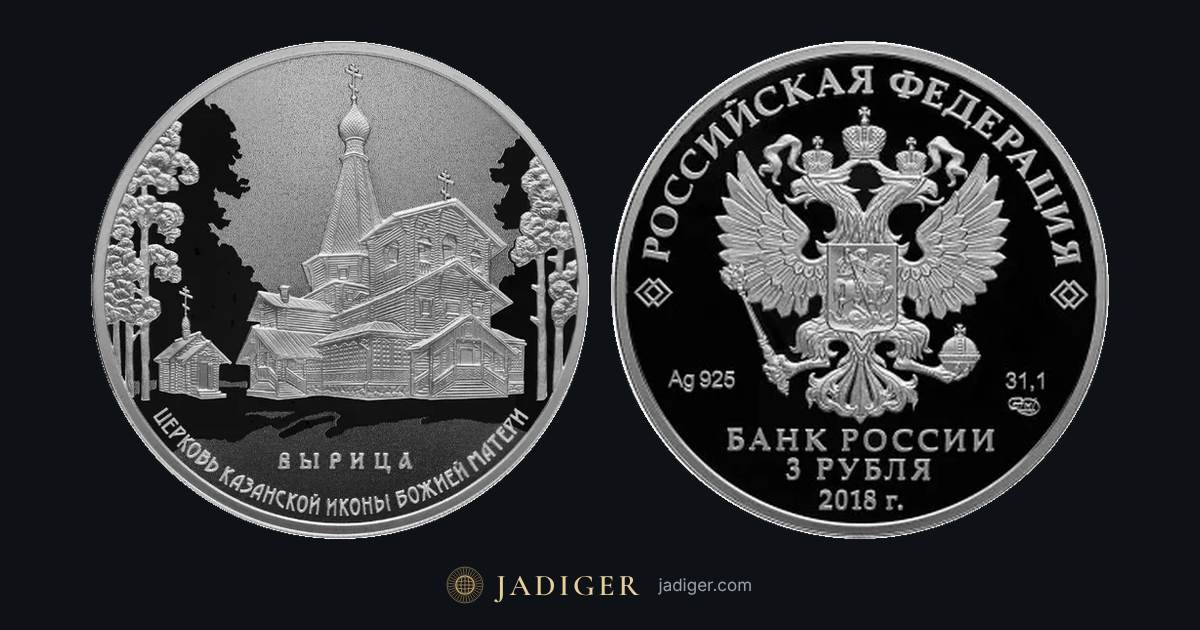 ВЫРИЦА
ЦЕРКОВЬ КАЗАНСКОЙ ИКОНЫ БОЖИЕЙ МАТЕРИ
РОССИЙСКАЯ ФЕДЕРАЦИЯ
Ag 925
31,1
БАНК РОССИИ
3 РУБЛЯ
2018 г.
JADIGER
jadiger.com